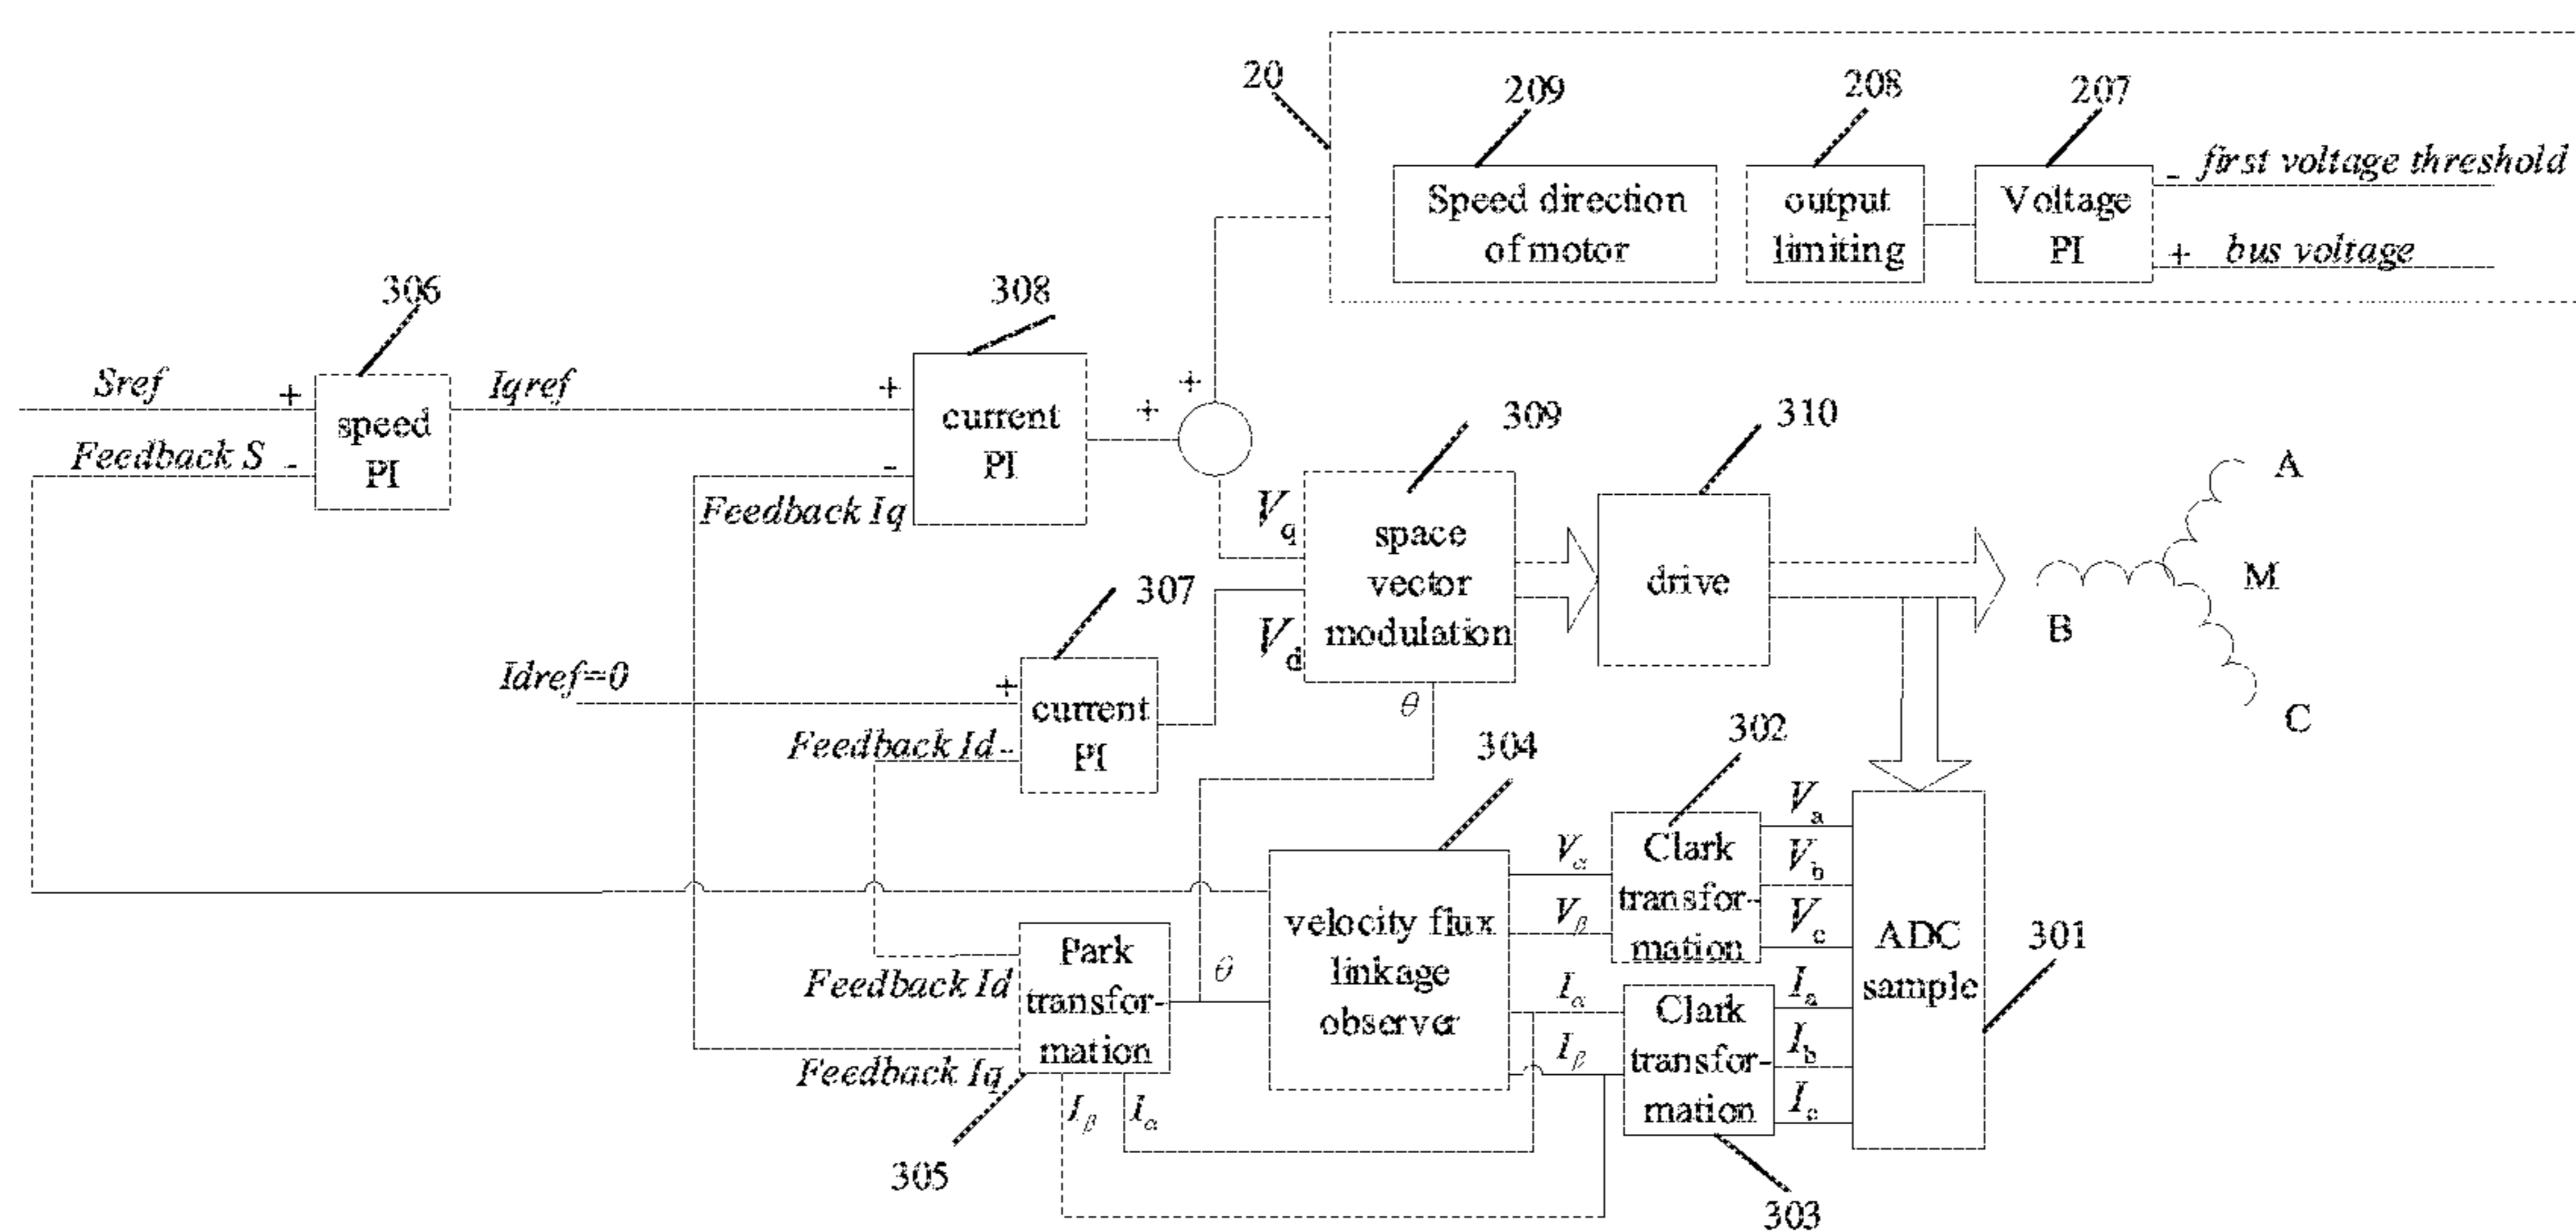 20
209
208
207
Speed direction
of motor
output
limiting
Voltage
PI
- first voltage threshold
+ bus voltage
306
308
Sref
+
speed
PI
Feedback S
-
Iqref
+
current
PI
-
Feedback Iq
+
+
309
310
Vq
Vd
space
vector
modulation
θ
drive
A
M
B
C
307
Idref=0
+
current
PI
Feedback Id
-
304
302
velocity flux
linkage
observer
Vα
Vβ
Iα
Iβ
Clark
transfor-
mation
Va
Vb
Vc
ADC
sample
301
Clark
transfor-
mation
Ia
Ib
Ic
303
Park
transfor-
mation
θ
Feedback Id
Feedback Iq
Iβ
Iα
305